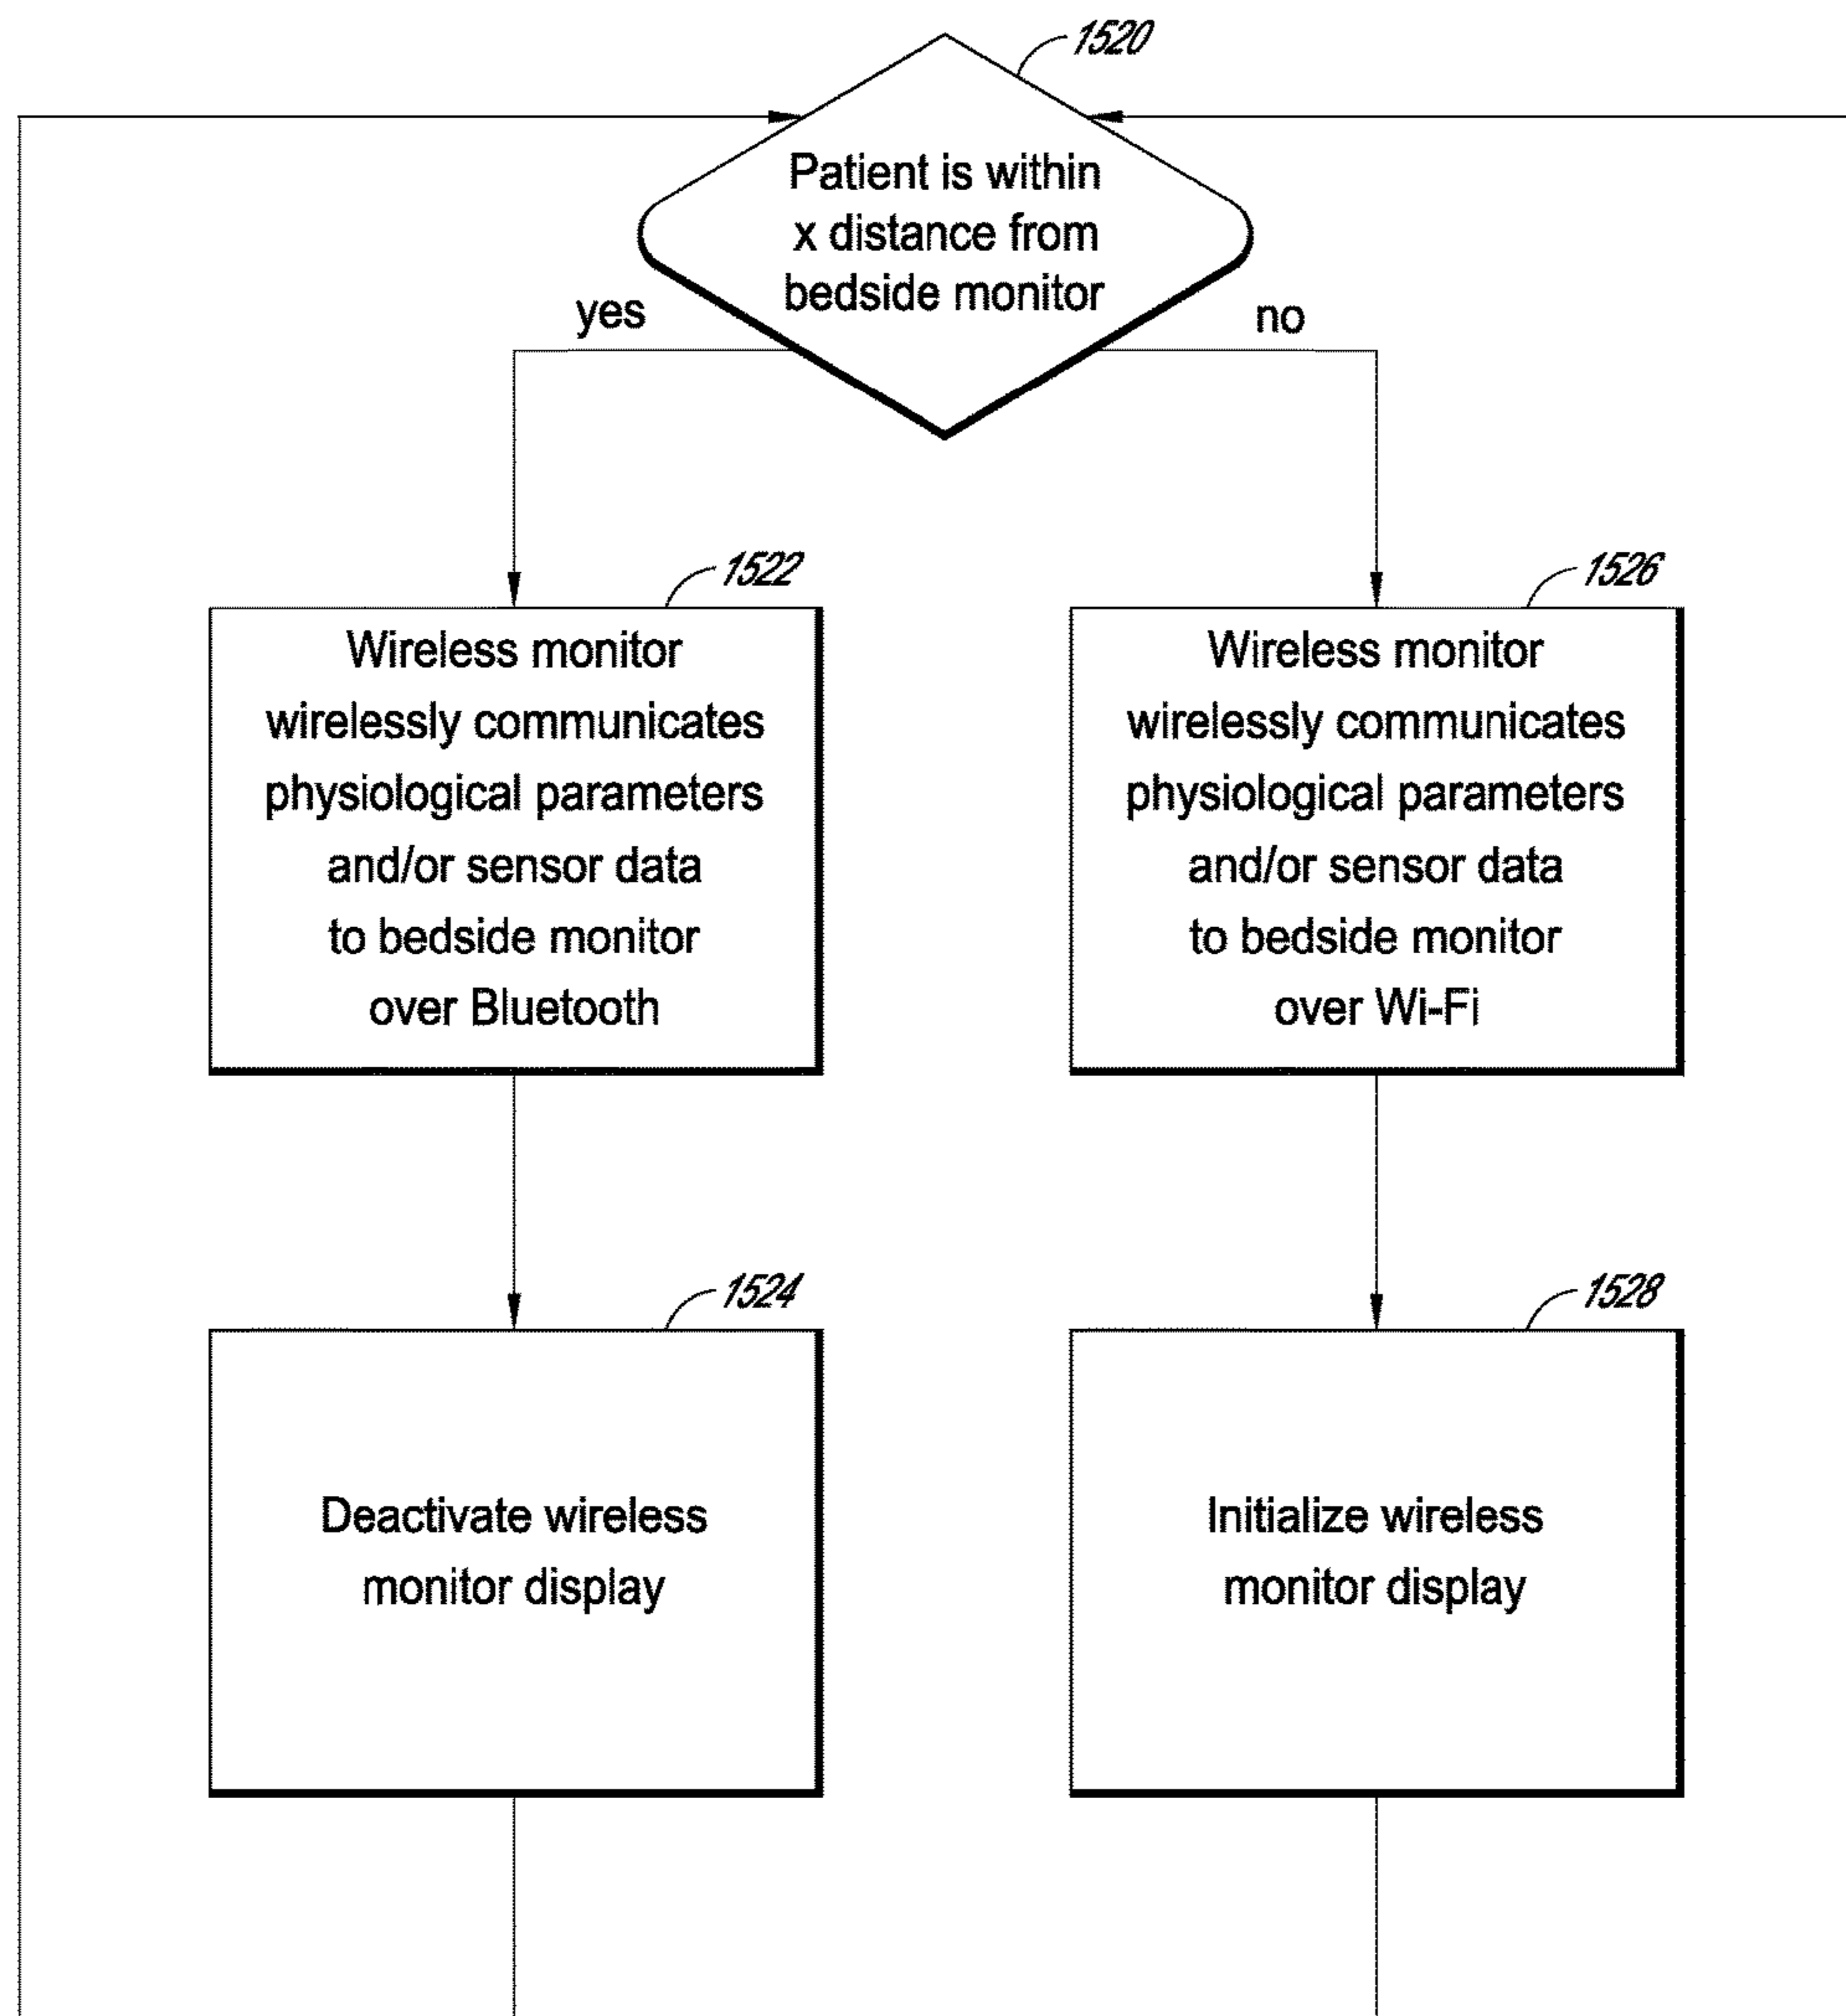 1520
Patient is within
x distance from
bedside monitor
yes
no
1522
Wireless monitor
wirelessly communicates
physiological parameters
and/or sensor data
to bedside monitor
over Bluetooth
1526
Wireless monitor
wirelessly communicates
physiological parameters
and/or sensor data
to bedside monitor
over Wi-Fi
1524
Deactivate wireless
monitor display
1528
Initialize wireless
monitor display